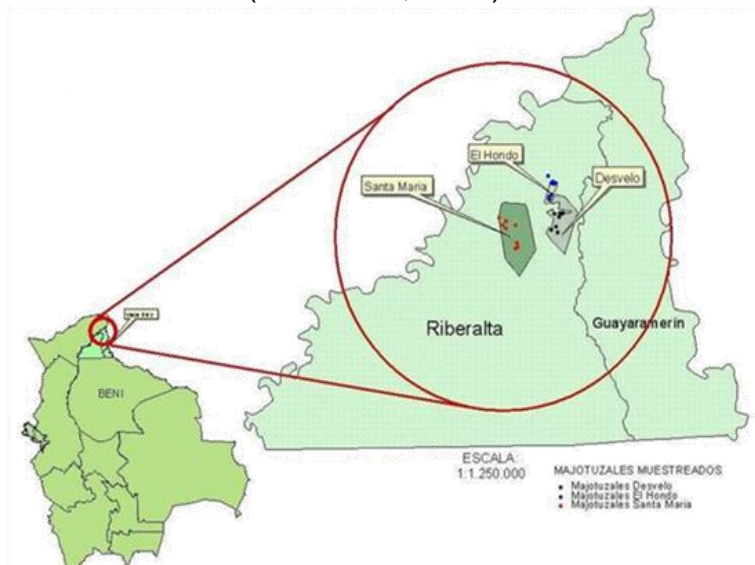 El Hondo
Desvelo
Santa Maria
Riberalta
Guayaramerín
BENI
ESCALA:
1:1.250.000
MAJOTUZALES MUESTREADOS
Majotuzales Desvelo
Majotuzales El Hondo
Majotuzales Santa Maria